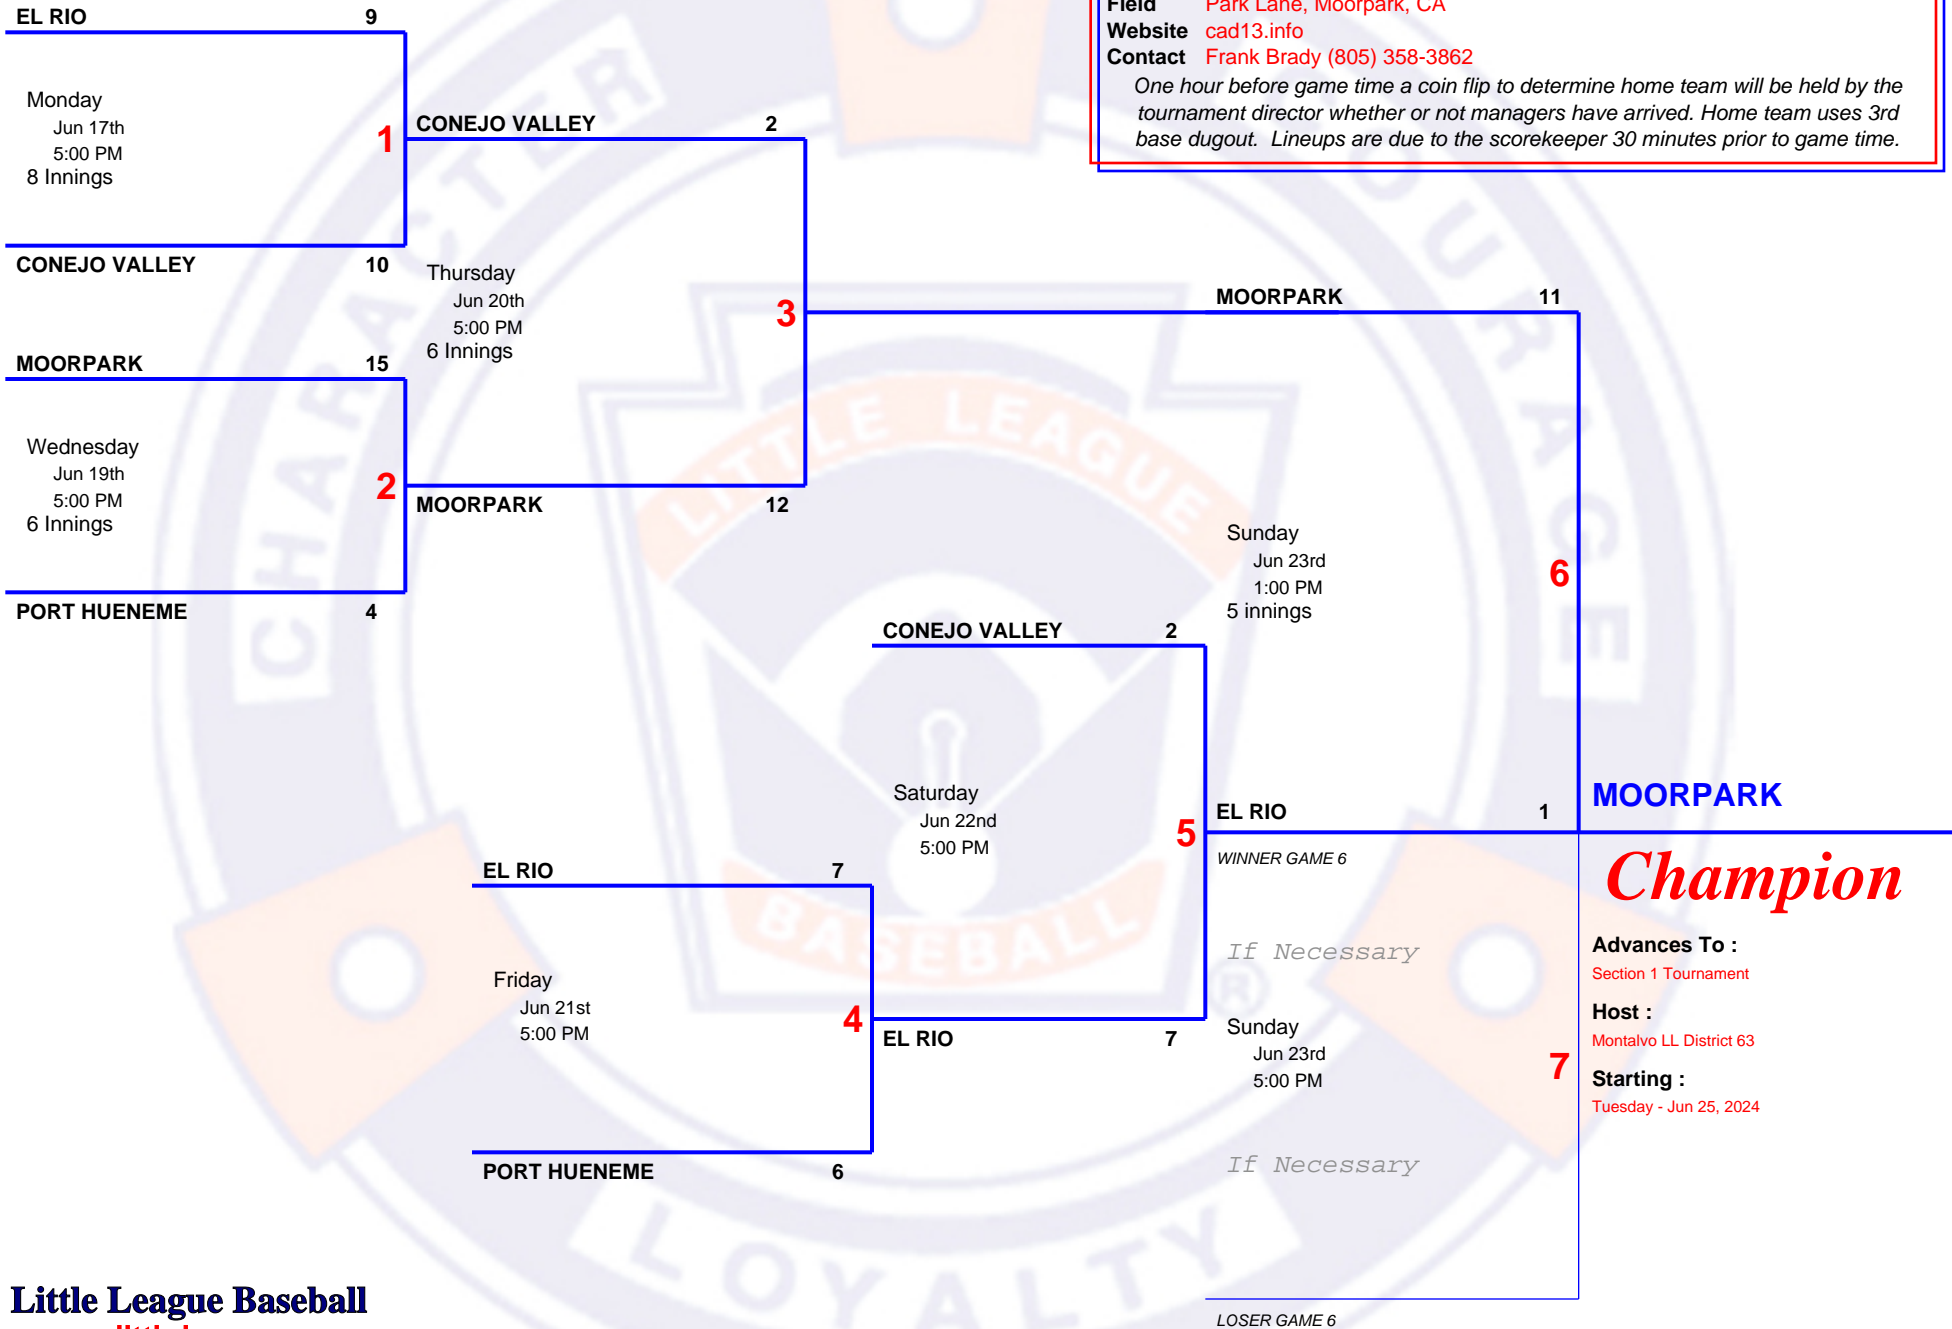 EL RIO 9
Field Park Lane, Moorpark, CA
Website cad13.info
Contact Frank Brady (805) 358-3862
One hour before game time a coin flip to determine home team will be held by the
tournament director whether or not managers have arrived. Home team uses 3rd
base dugout. Lineups are due to the scorekeeper 30 minutes prior to game time.
Monday
Jun 17th
5:00 PM
8 Innings
1
CONEJO VALLEY 10
CONEJO VALLEY 2
Thursday
Jun 20th
5:00 PM
6 Innings
3
MOORPARK 15
Wednesday
Jun 19th
5:00 PM
6 Innings
2
PORT HUENEME 4
MOORPARK 12
MOORPARK 11
Sunday
Jun 23rd
1:00 PM
5 innings
6
CONEJO VALLEY 2
Saturday
Jun 22nd
5:00 PM
5
EL RIO 7
Friday
Jun 21st
5:00 PM
4
PORT HUENEME 6
EL RIO 7
EL RIO 1
WINNER GAME 6
If Necessary
Sunday
Jun 23rd
5:00 PM
7
If Necessary
LOSER GAME 6
MOORPARK
Champion
Advances To :
Section 1 Tournament
Host :
Montalvo LL District 63
Starting :
Tuesday - Jun 25, 2024
Little League Baseball
CHARACTER
COURAGE
LOYALTY
LITTLE LEAGUE
BASEBALL
®